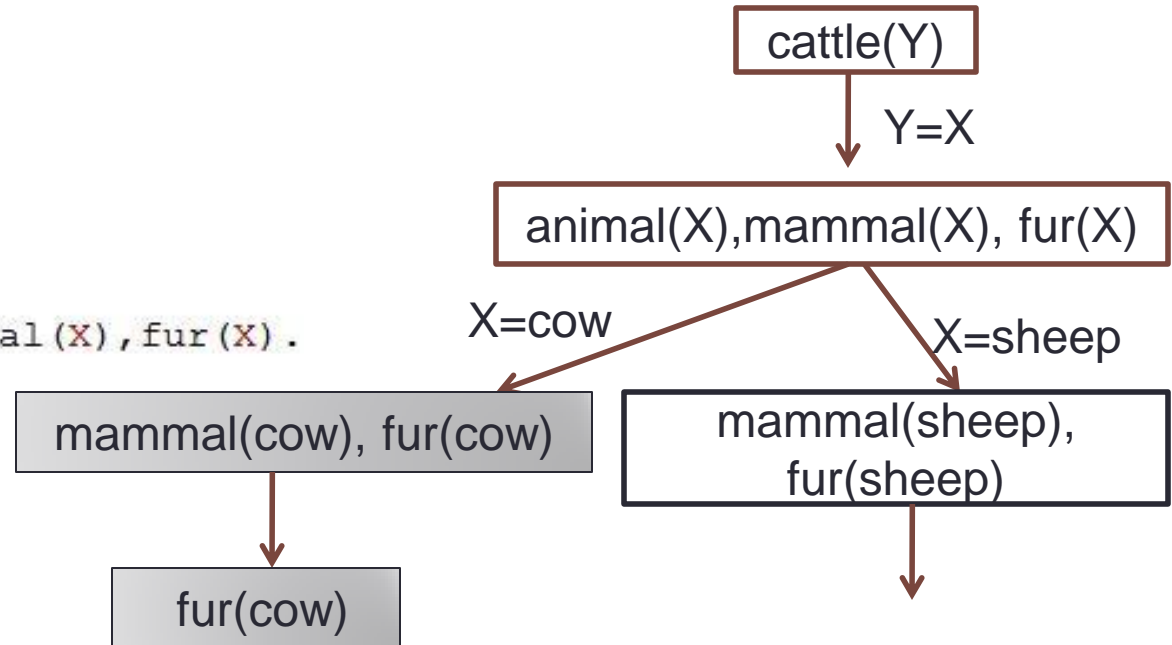 cattle(Y)
Y=X
animal(X),mammal(X), fur(X)
X=cow
X=sheep
al(X),fur(X).
mammal(cow), fur(cow)
mammal(sheep),
fur(sheep)
fur(cow)